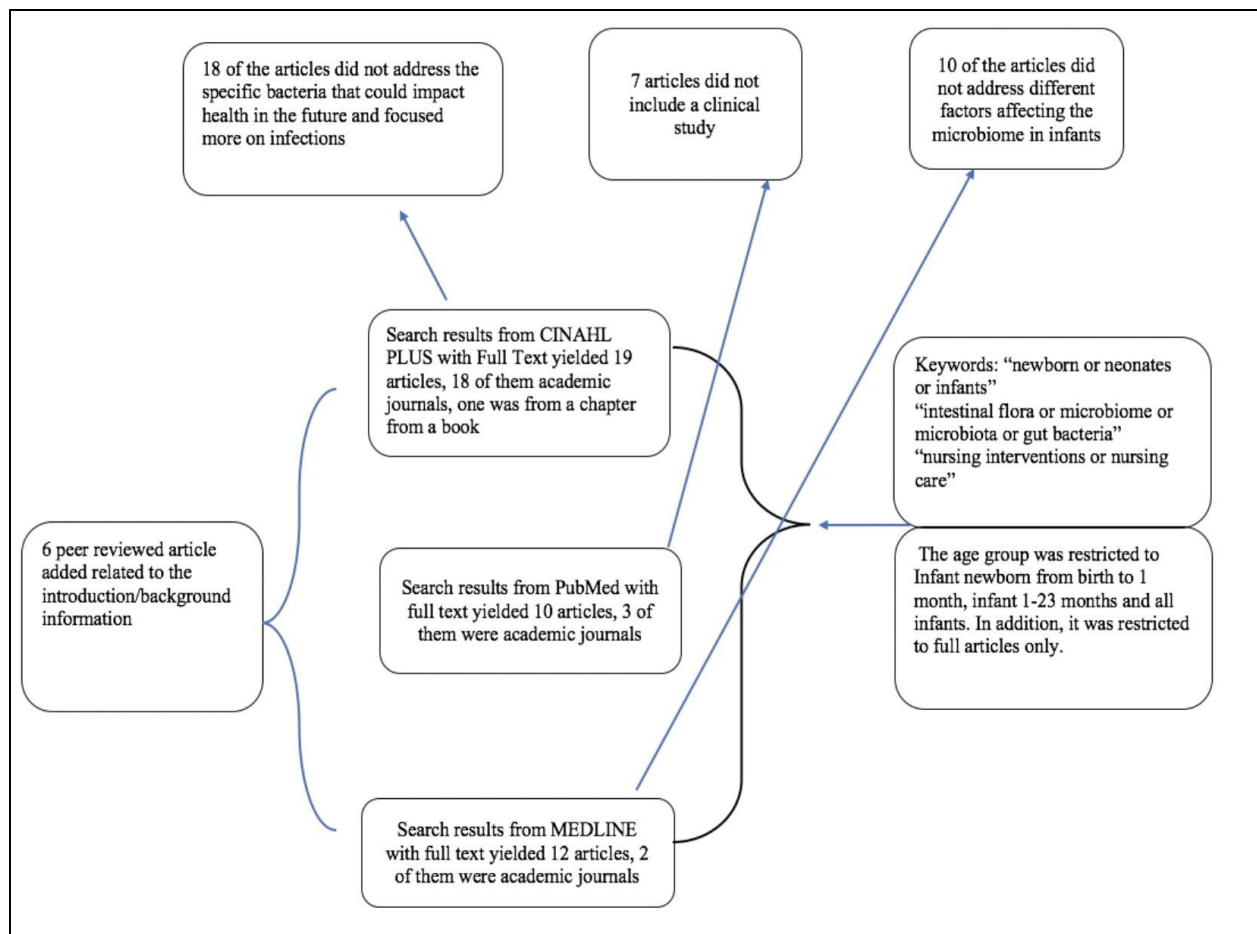 18 of the articles did not address the
specific bacteria that could impact
health in the future and focused
more on infections
7 articles did not
include a clinical
study
10 of the articles did
not address different
factors affecting the
microbiome in infants
Search results from CINAHL
PLUS with Full Text yielded 19
articles, 18 of them academic
journals, one was from a chapter
from a book
Keywords: “newborn or neonates
or infants”
“intestinal flora or microbiome or
microbiota or gut bacteria”
“nursing interventions or nursing
care”
6 peer reviewed article
added related to the
introduction/background
information
Search results from PubMed with
full text yielded 10 articles, 3 of
them were academic journals
The age group was restricted to
Infant newborn from birth to 1
month, infant 1-23 months and all
infants. In addition, it was restricted
to full articles only.
Search results from MEDLINE
with full text yielded 12 articles, 2
of them were academic journals